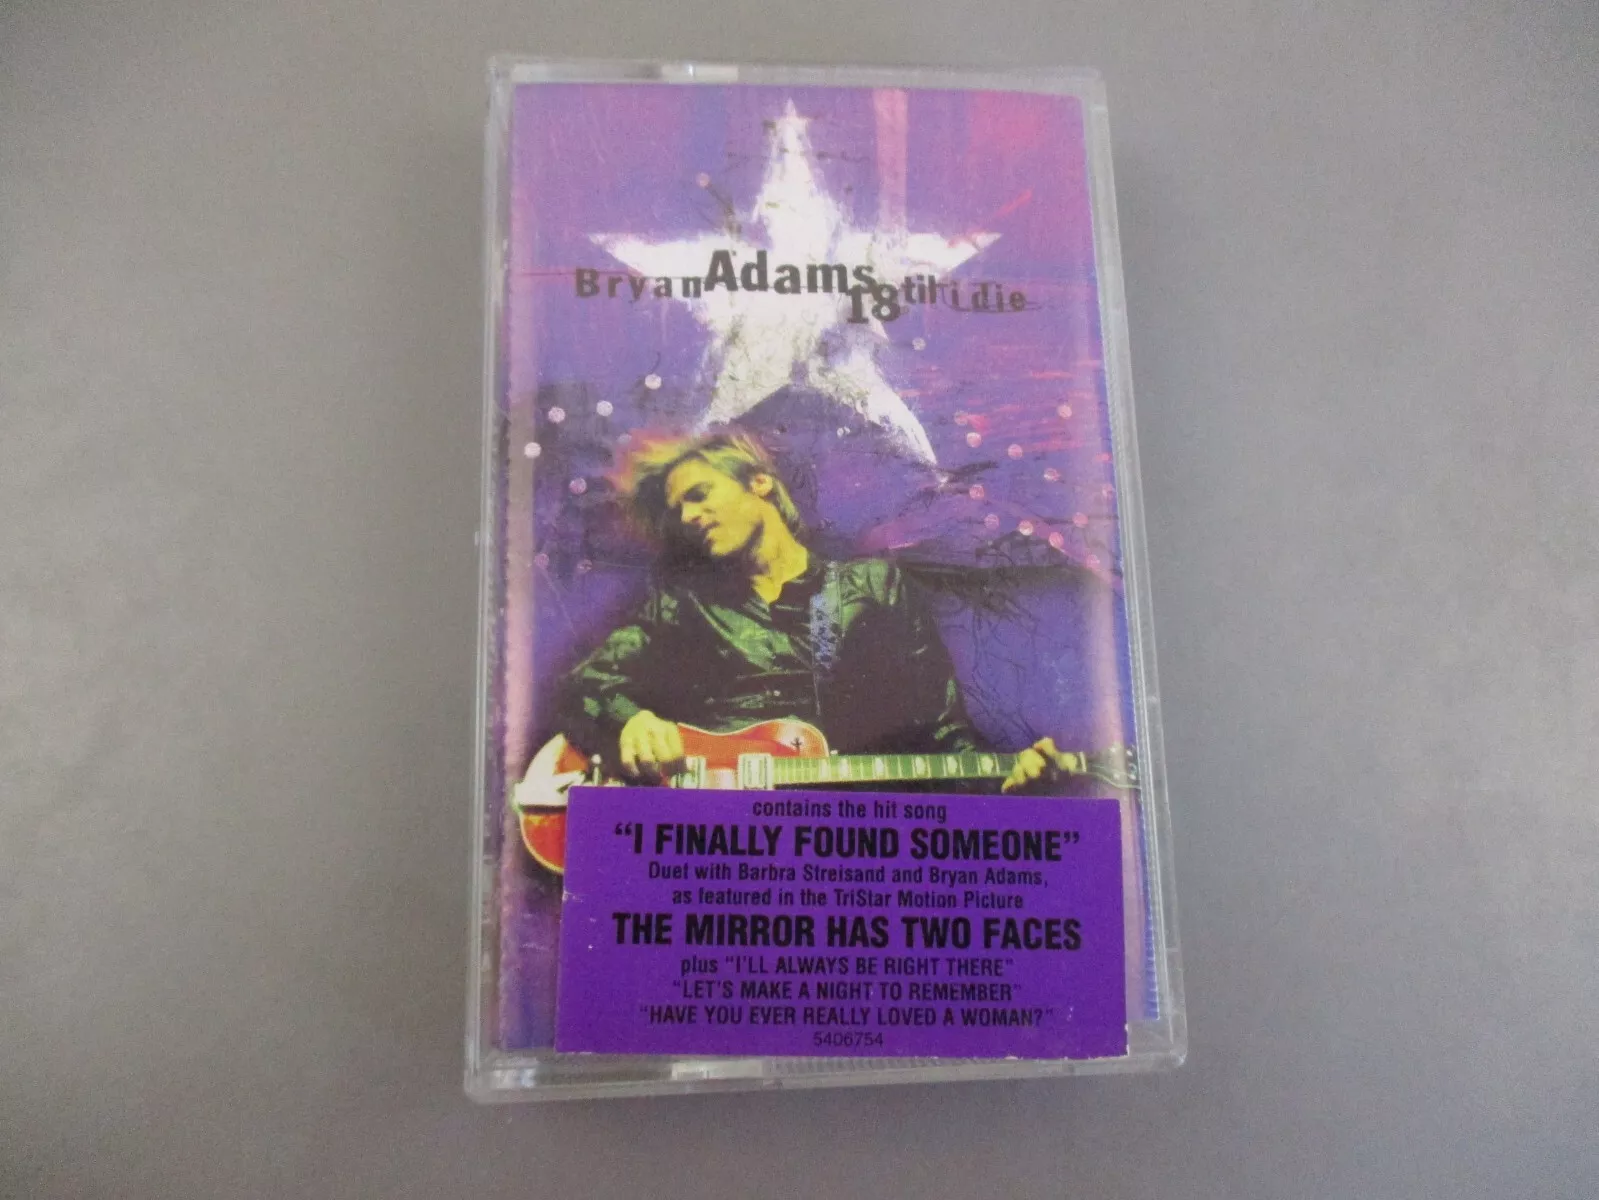 Bryan Adams
18 til i die
contains the hit song
"I FINALLY FOUND SOMEONE"
Duet with Barbra Streisand and Bryan Adams,
as featured in the TriStar Motion Picture
THE MIRROR HAS TWO FACES
plus "I'LL ALWAYS BE RIGHT THERE"
"LET'S MAKE A NIGHT TO REMEMBER"
"HAVE YOU EVER REALLY LOVED A WOMAN?"
5406754